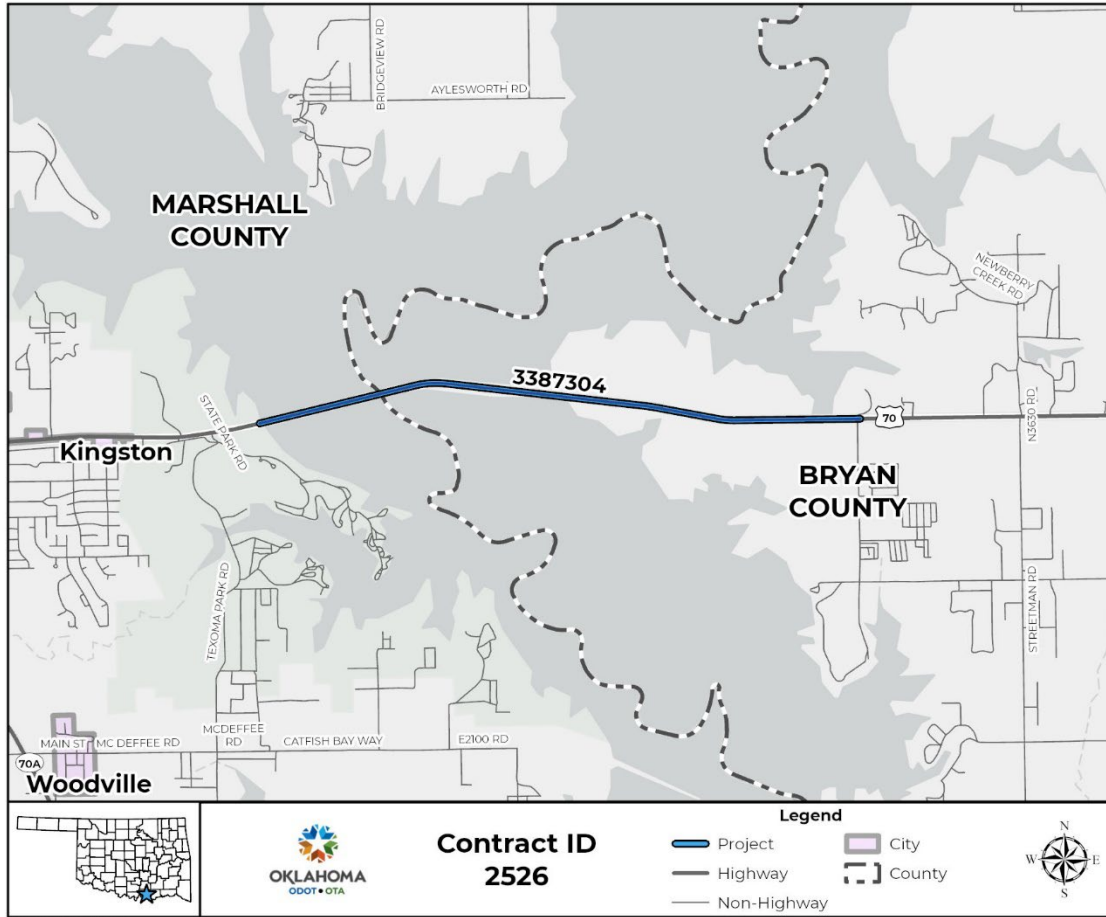 BRIDGEVIEW RD
AYLESWORTH RD
MARSHALL
COUNTY
NEWBERRY
CREEK RD
3387304
STATE PARK RD
70
N3630 RD
Kingston
BRYAN
COUNTY
TEXOMA PARK RD
STREETMAN RD
MAIN ST
MC DEFFEE RD
MCDEFFEE
RD
CATFISH BAY WAY
E2100 RD
70A
Woodville
OKLAHOMA
ODOT • OTA
Contract ID
2526
Legend
Project
Highway
Non-Highway
City
County
N
W
E
S